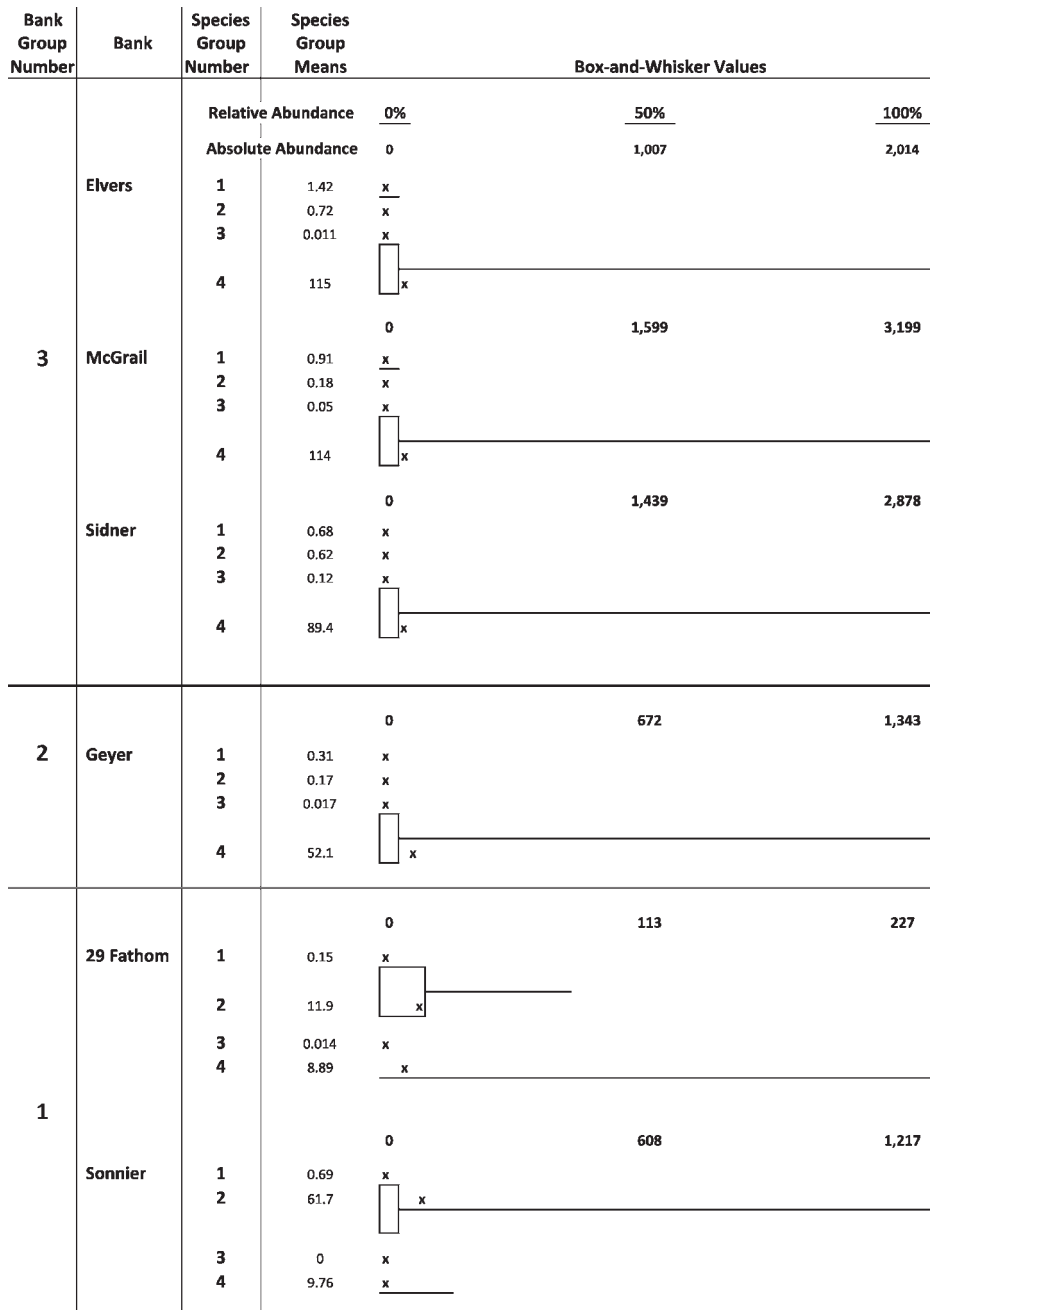 Bank Group Number Bank Species Group Number Species Group Means Box-and-Whisker Values
Relative Abundance 0% 50% 100%
Absolute Abundance 0 1,007 2,014
Elvers 1 1.42 x
2 0.72 x
3 0.011 x
4 115 x
0 1,599 3,199
3 McGrail 1 0.91 x
2 0.18 x
3 0.05 x
4 114 x
0 1,439 2,878
Sidner 1 0.68 x
2 0.62 x
3 0.12 x
4 89.4 x
0 672 1,343
2 Geyer 1 0.31 x
2 0.17 x
3 0.017 x
4 52.1 x
0 113 227
29 Fathom 1 0.15 x
2 11.9 x
3 0.014 x
4 8.89 x
1
0 608 1,217
Sonnier 1 0.69 x
2 61.7 x
3 0 x
4 9.76 x